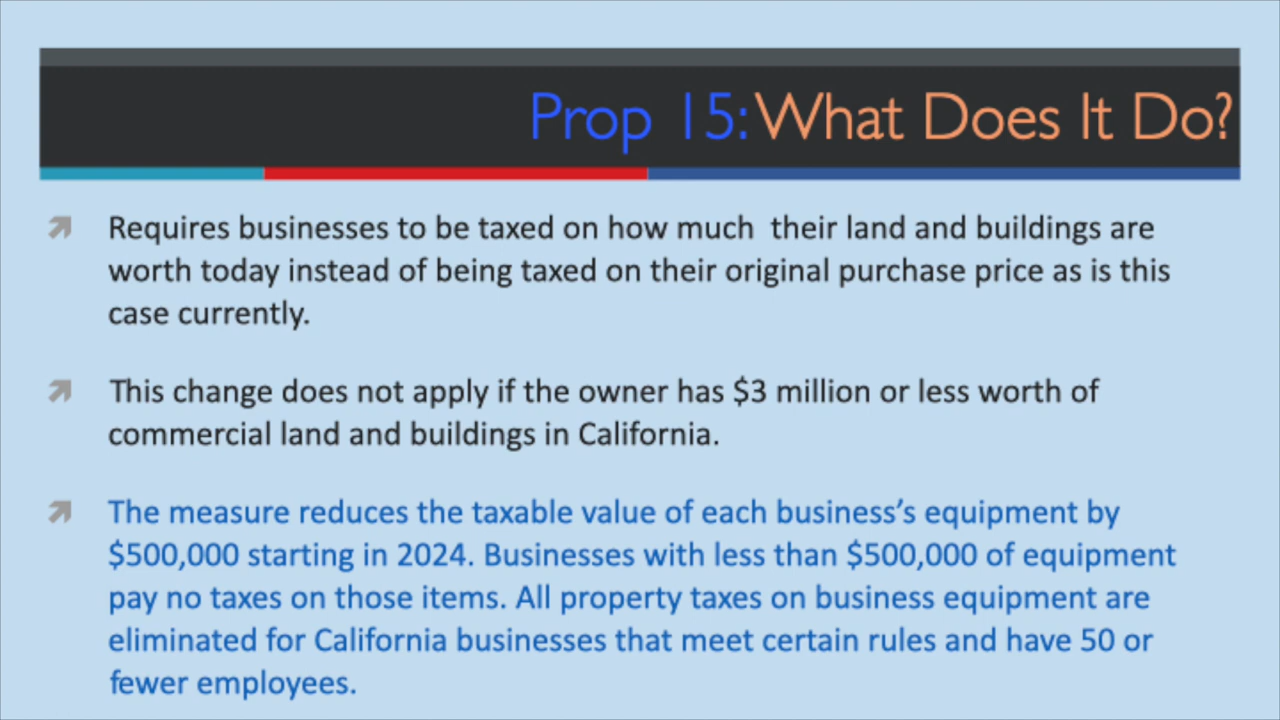 Prop 15: What Does It Do?
Requires businesses to be taxed on how much their land and buildings are
worth today instead of being taxed on their original purchase price as is this
case currently.
This change does not apply if the owner has $3 million or less worth of
commercial land and buildings in California.
The measure reduces the taxable value of each business’s equipment by
$500,000 starting in 2024. Businesses with less than $500,000 of equipment
pay no taxes on those items. All property taxes on business equipment are
eliminated for California businesses that meet certain rules and have 50 or
fewer employees.